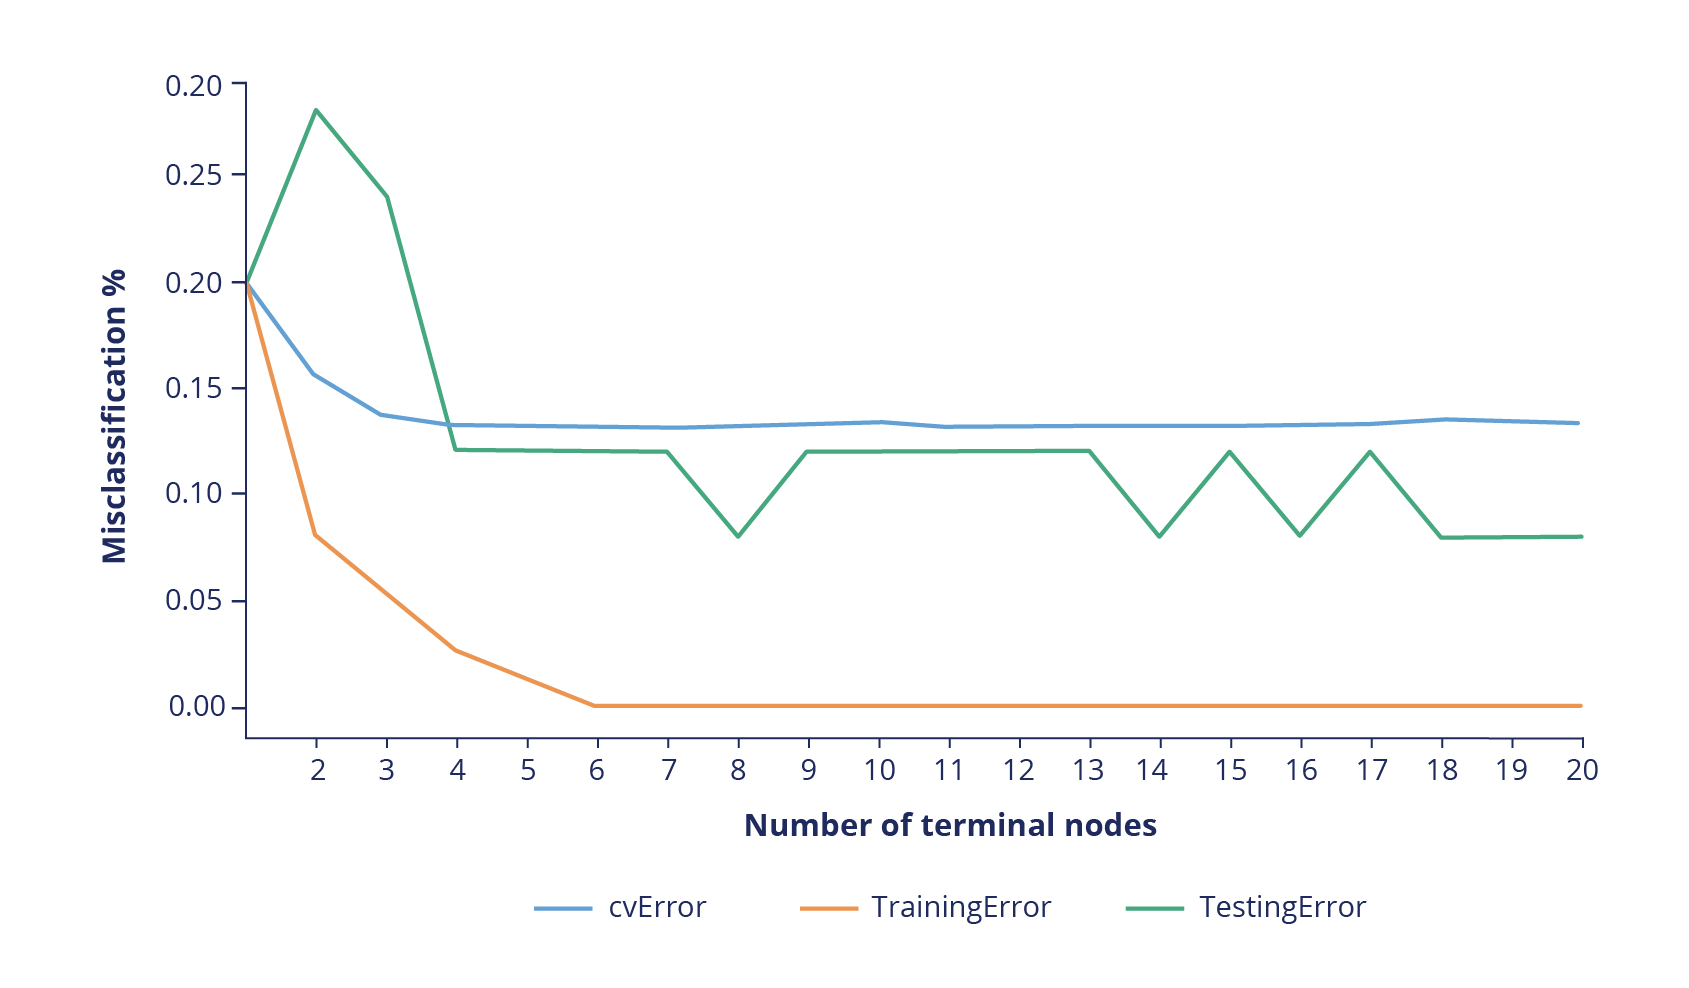 0.20
0.25
0.20
0.15
0.10
0.05
0.00
Misclassification %
2 3 4 5 6 7 8 9 10 11 12 13 14 15 16 17 18 19 20
Number of terminal nodes
cvError TrainingError TestingError